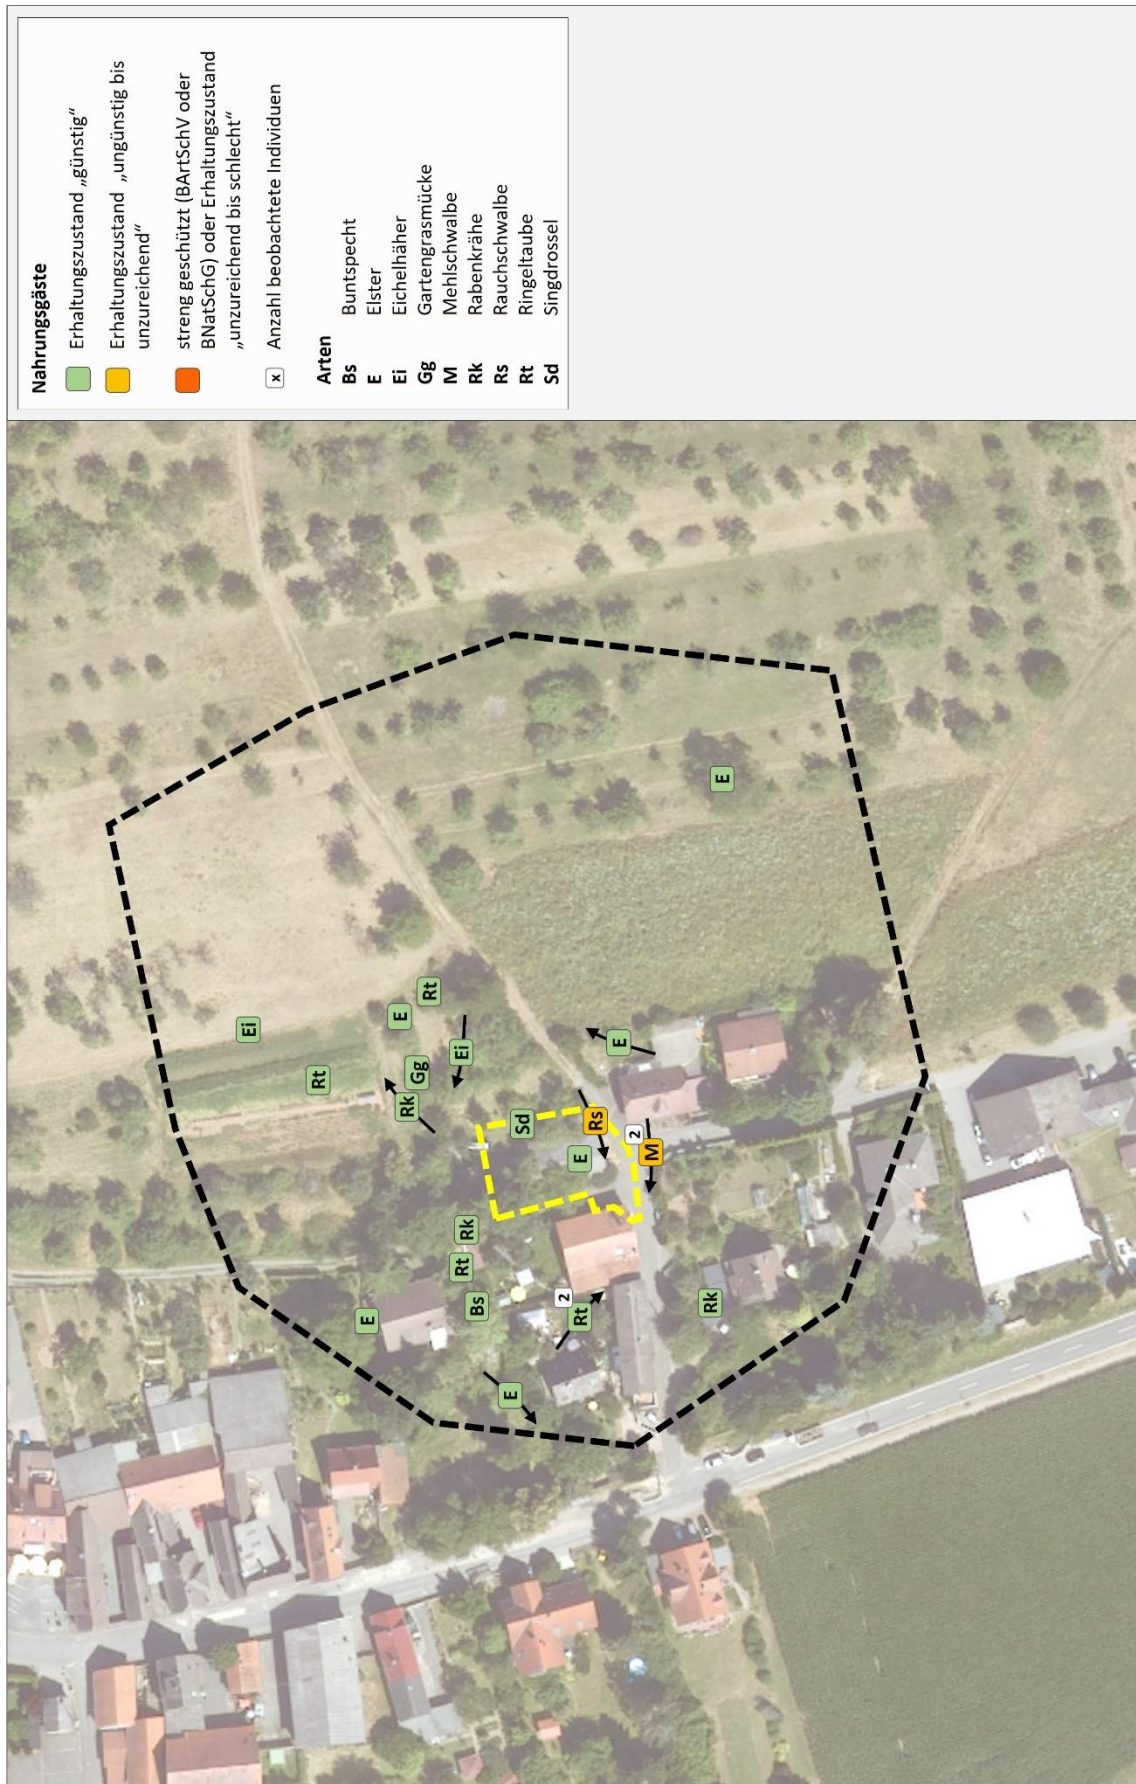 Nahrungsgäste
Erhaltungszustand „günstig“
Erhaltungszustand „ungünstig bis
unzureichend“
streng geschützt (BArtSchV oder
BNatSchG) oder Erhaltungszustand
„unzureichend bis schlecht“
x Anzahl beobachtete Individuen
Arten
Bs Buntspecht
E Elster
Ei Eichelhäher
Gg Gartengrasmücke
M Mehlschwalbe
Rk Rabenkrähe
Rs Rauchschwalbe
Rt Ringeltaube
Sd Singdrossel
Ei
Rt
E
E
Rk
Gg
Rt
Ei
Rk
Rt
Bs
E
Sd
2
Rt
E
Rs
E
2
M
Rk
E